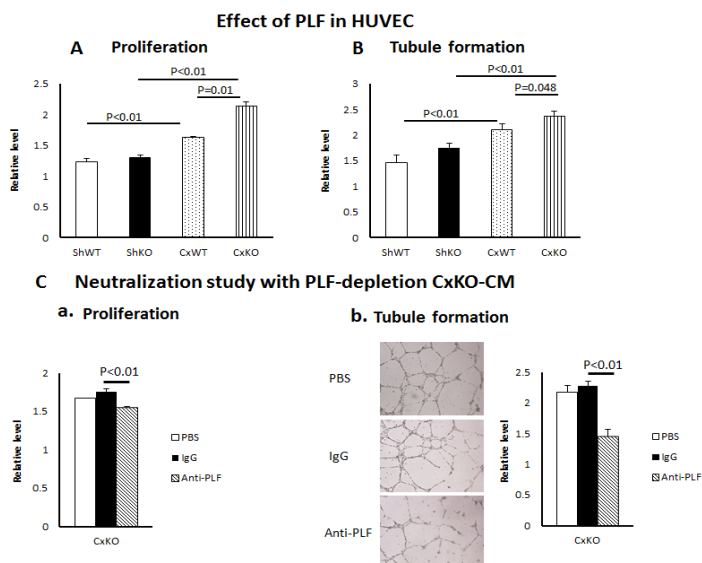 Effect of PLF in HUVEC
A Proliferation
2.5
2
1.5
1
0.5
0
Relative level
P<0.01
P=0.01
P<0.01
ShWT ShKO CxWT CxKO
B Tubule formation
3
2.5
2
1.5
1
0.5
0
Relative level
P<0.01
P=0.048
P<0.01
ShWT ShKO CxWT CxKO
C Neutralization study with PLF-depletion CxKO-CM
a. Proliferation
2
1.5
1
0.5
0
Relative level
P<0.01
CxKO
PBS
IgG
Anti-PLF
b. Tubule formation
PBS
IgG
Anti-PLF
2.5
2
1.5
1
0.5
0
Relative level
P<0.01
CxKO
PBS
IgG
Anti-PLF